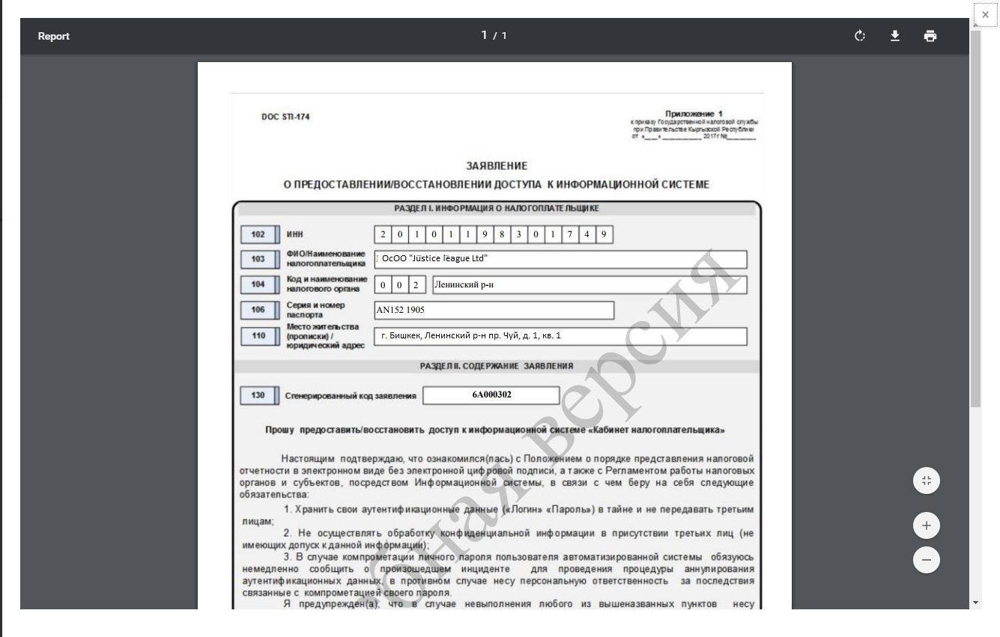 Report
1 / 1
DOC STI-174
Приложение 1
к приказу Государственной налоговой службы
при Правительстве Кыргызской Республики
от «____» ____________ 2017г №_________
ЗАЯВЛЕНИЕ
О ПРЕДОСТАВЛЕНИИ/ВОССТАНОВЛЕНИИ ДОСТУПА К ИНФОРМАЦИОННОЙ СИСТЕМЕ
РАЗДЕЛ I. ИНФОРМАЦИЯ О НАЛОГОПЛАТЕЛЬЩИКЕ
102 ИНН 2 0 1 0 1 1 9 8 3 0 1 7 4 9
103 ФИО/Наименование
налогоплательщика ОсОО "Justice league Ltd"
104 Код и наименование
налогового органа 0 0 2 Ленинский р-н
106 Серия и номер
паспорта AN152 1905
110 Место жительства
(прописки) /
юридический адрес г. Бишкек, Ленинский р-н пр. Чуй, д. 1, кв. 1
РАЗДЕЛ II. СОДЕРЖАНИЕ ЗАЯВЛЕНИЯ
130 Сгенерированный код заявления 6A000302
Прошу предоставить/восстановить доступ к информационной системе «Кабинет налогоплательщика»
Настоящим подтверждаю, что ознакомился(лась) с Положением о порядке представления налоговой
отчетности в электронном виде без электронной цифровой подписи, а также с Регламентом работы налоговых
органов и субъектов, посредством Информационной системы, в связи с чем беру на себя следующие
обязательства:
1. Хранить свои аутентификационные данные («Логин» «Пароль») в тайне и не передавать третьим
лицам;
2. Не осуществлять обработку конфиденциальной информации в присутствии третьих лиц (не
имеющих допуск к данной информации);
3. В случае компрометации личного пароля пользователя автоматизированной системы обязуюсь
немедленно сообщить о произошедшем инциденте для проведения процедуры аннулирования
аутентификационных данных, в противном случае несу персональную ответственность за последствия
связанные с компрометацией своего пароля.
Я предупрежден(а), что в случае невыполнения любого из вышеназванных пунктов несу
бная версия